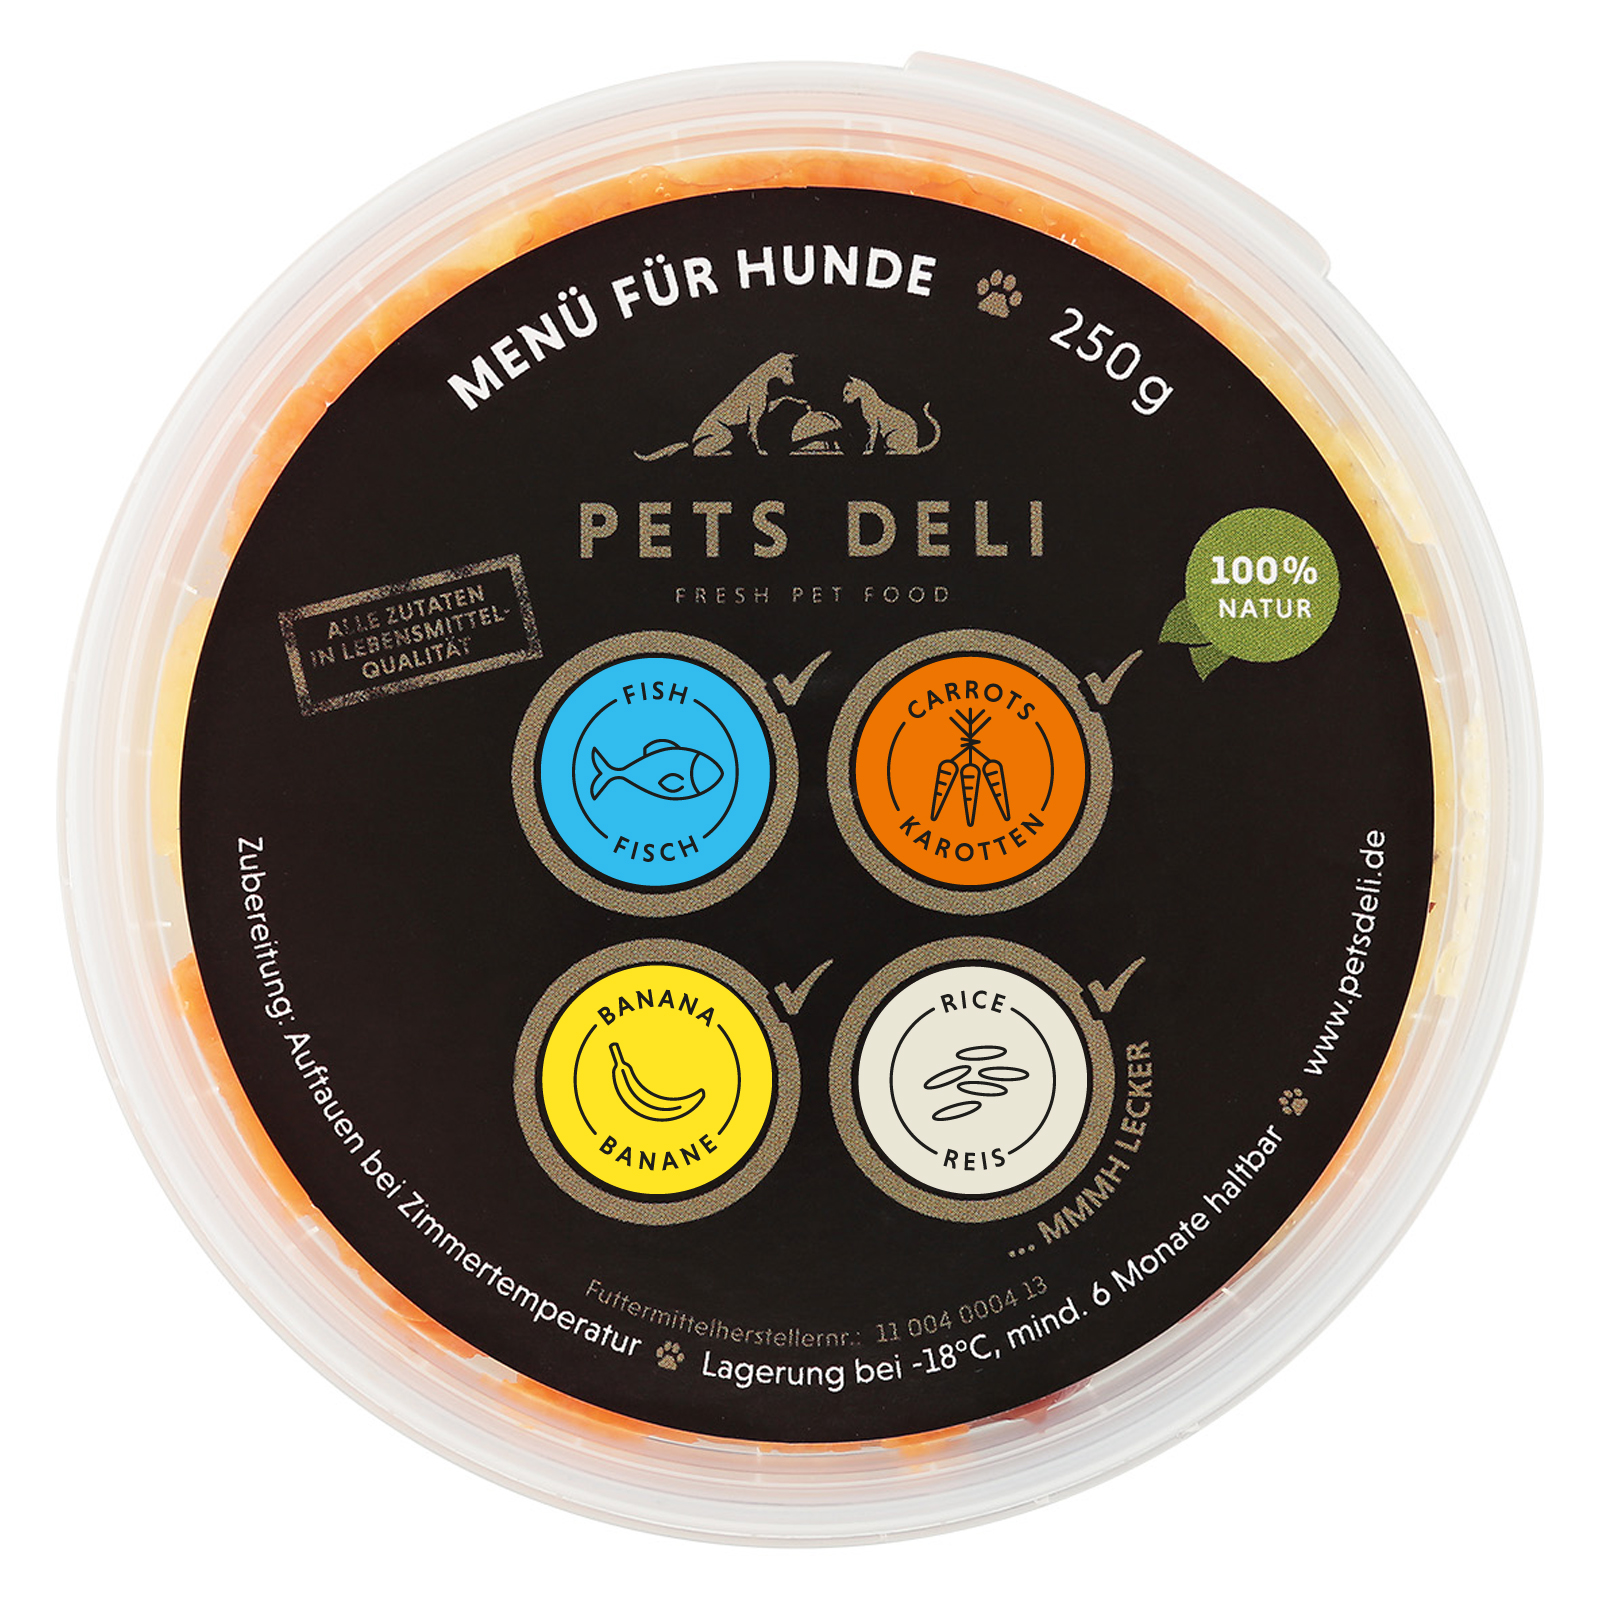 MENÜ FÜR HUNDE 250g
PETS DELI
FRESH PET FOOD
ALLE ZUTATEN
IN LEBENSMITTEL-
QUALITÄT
100%
NATUR
FISH
FISCH
CARROTS
KAROTTEN
BANANA
BANANE
RICE
REIS
... MMMH LECKER
Futtermittelherstellernr.: 11 004 0004 13
Zubereitung: Auftauen bei Zimmertemperatur Lagerung bei -18°C, mind. 6 Monate haltbar www.petsdeli.de